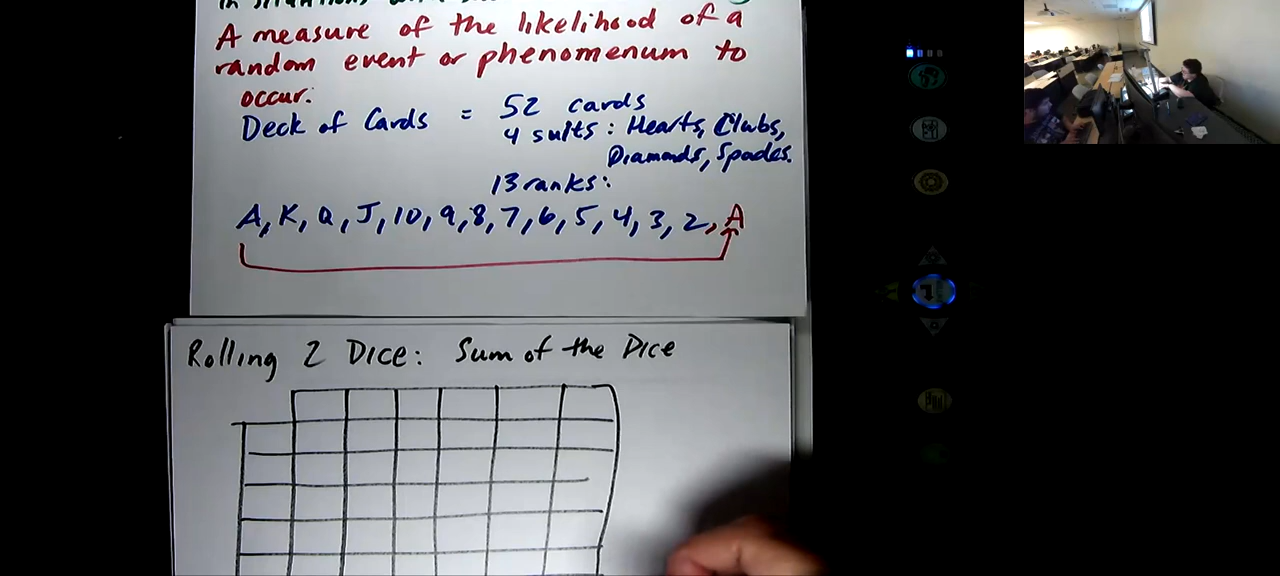 in situations
A measure of the likelihood of a
random event or phenomenum to
occur.
Deck of Cards = 52 cards
4 suits: Hearts, Clubs,
Diamonds, Spades.
13 ranks:
A, K, Q, J, 10, 9, 8, 7, 6, 5, 4, 3, 2, A
Rolling 2 Dice: Sum of the Dice